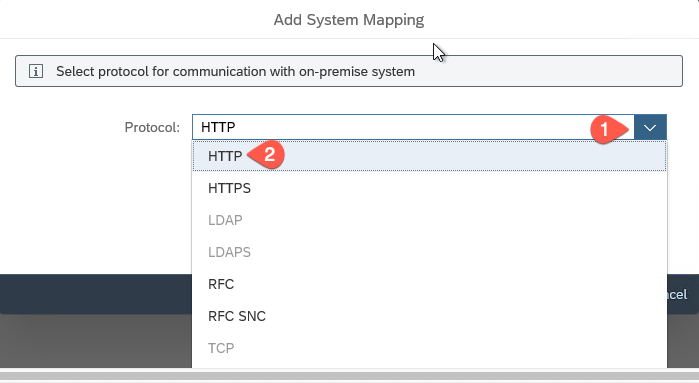 Add System Mapping
i Select protocol for communication with on-premise system
Protocol: HTTP 1
HTTP 2
HTTPS
LDAP
LDAPS
RFC
RFC SNC
TCP